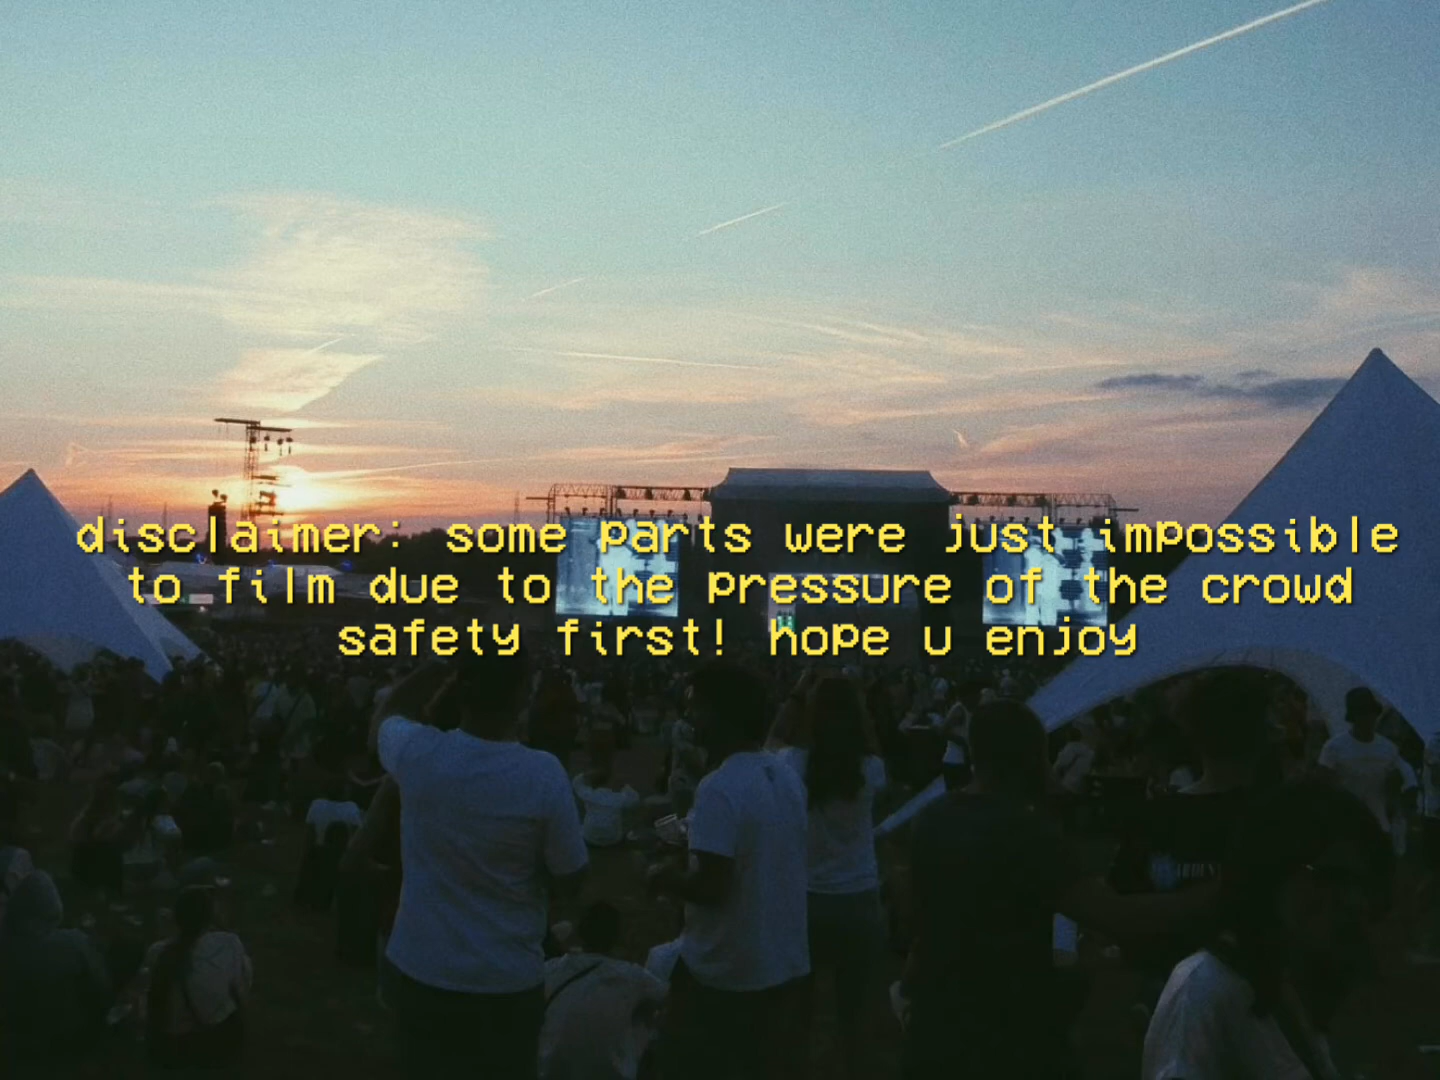 disclaimer: some parts were just impossible
to film due to the pressure of the crowd
safety first! hope u enjoy